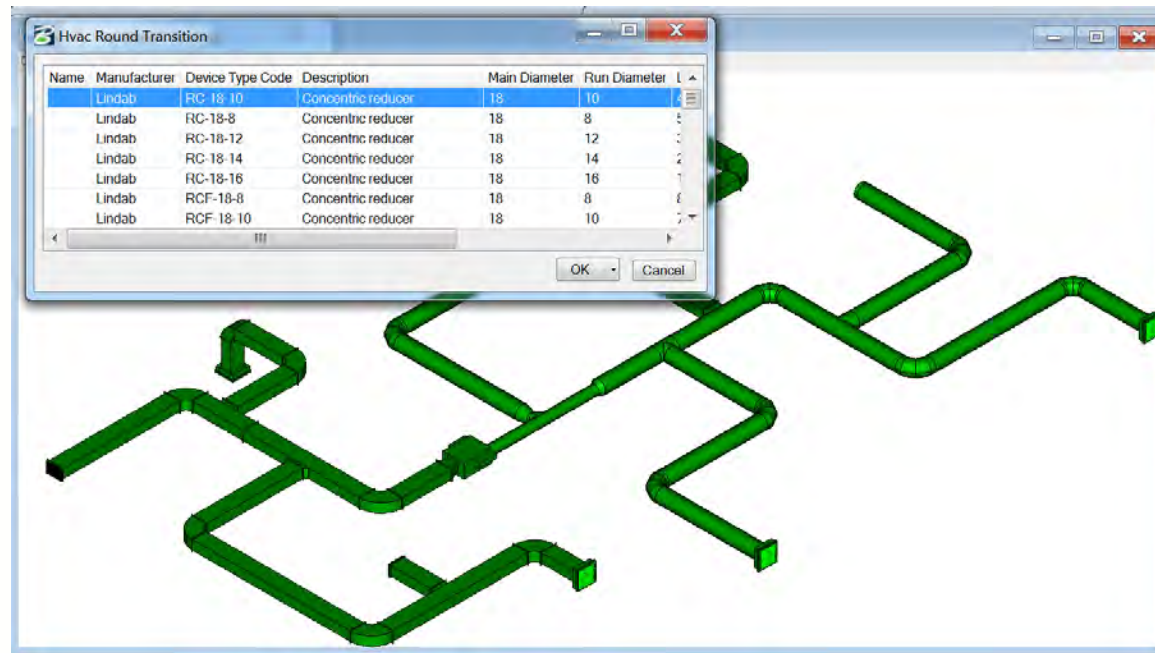 Hvac Round Transition
Name Manufacturer Device Type Code Description Main Diameter Run Diameter
Lindab RC-18-10 Concentric reducer 18 10
Lindab RC-18-8 Concentric reducer 18 8
Lindab RC-18-12 Concentric reducer 18 12
Lindab RC-18-14 Concentric reducer 18 14
Lindab RC-18-16 Concentric reducer 18 16
Lindab RCF-18-8 Concentric reducer 18 8
Lindab RCF-18-10 Concentric reducer 18 10
OK Cancel